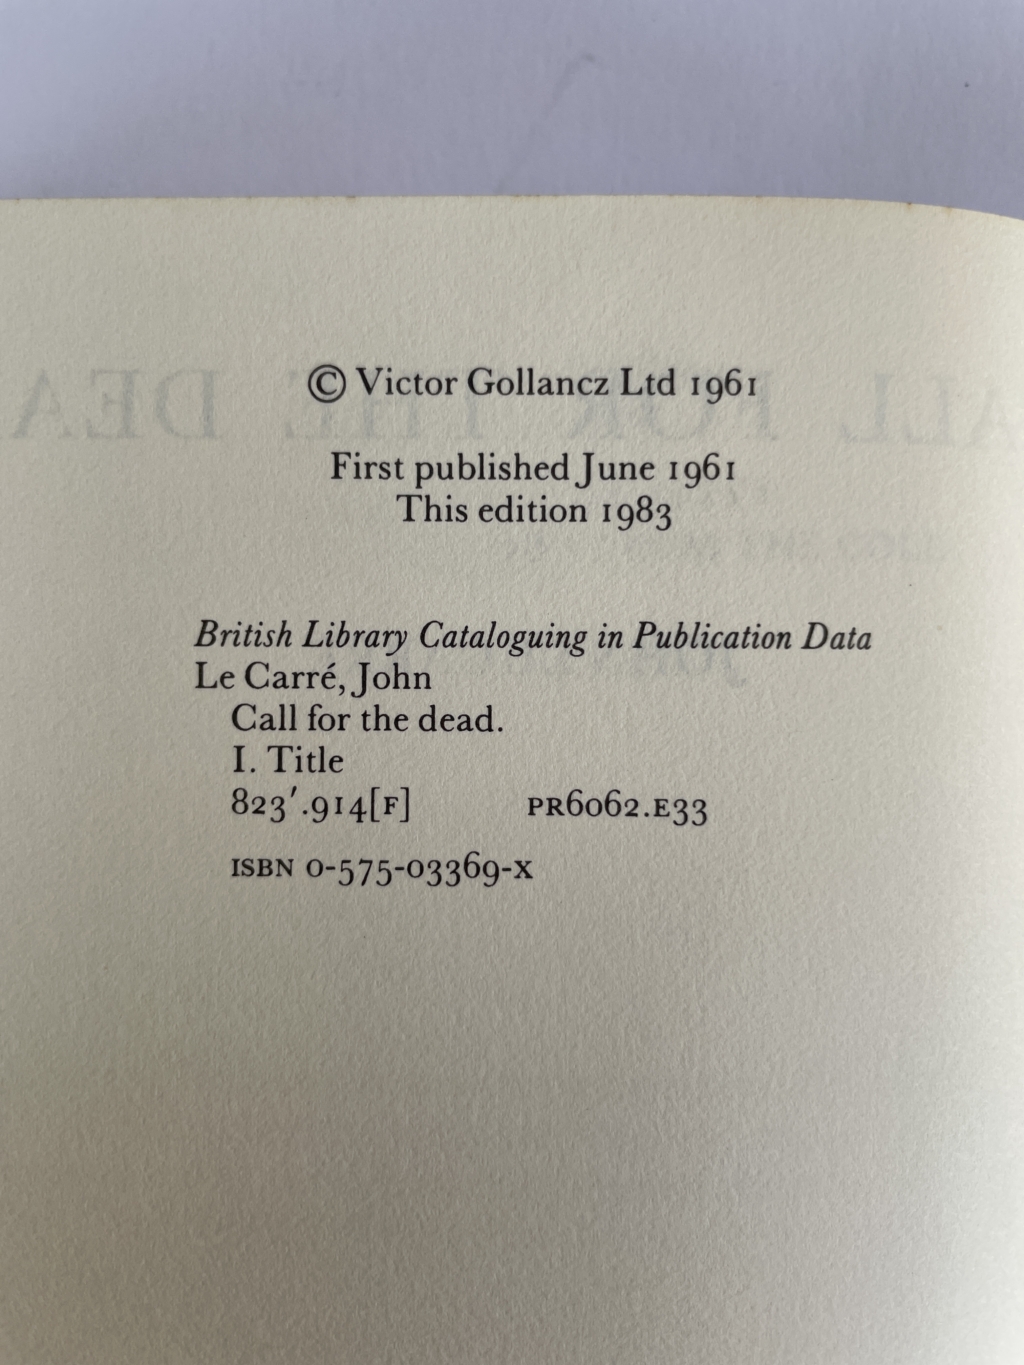 © Victor Gollancz Ltd 1961
First published June 1961
This edition 1983
British Library Cataloguing in Publication Data
Le Carré, John
Call for the dead.
I. Title
823′.914[F] PR6062.E33
ISBN 0-575-03369-X